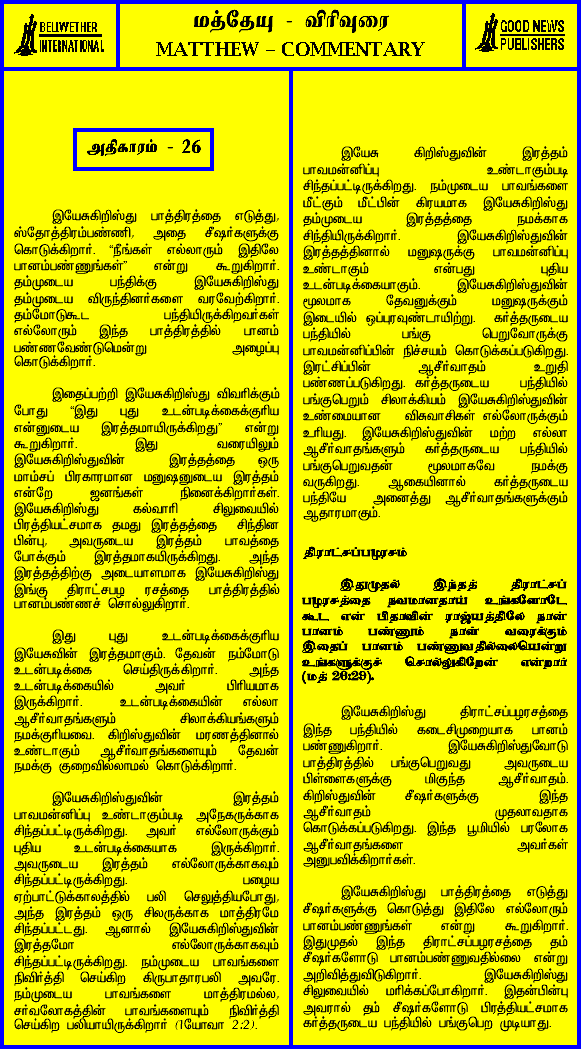 BELIWETHER
INTERNATIONAL
மத்தேயு - விரிவுரை
MATTHEW – COMMENTARY
GOOD NEWS
PUBLISHERS
அதிகாரம் - 26
இயேசுகிறிஸ்து பாத்திரத்தை எடுத்து,
ஸ்தோத்திரம்பண்ணி, அதை சீஷர்களுக்கு
கொடுக்கிறார். “நீங்கள் எல்லாரும் இதிலே
பானம்பண்ணுங்கள்” என்று கூறுகிறார்.
தம்முடைய பந்திக்கு இயேசுகிறிஸ்து
தம்முடைய விருந்தினர்களை வரவேற்கிறார்.
தம்மோடுகூட பந்தியிருக்கிறவர்கள்
எல்லோரும் இந்த பாத்திரத்தில் பானம்
பண்ணவேண்டுமென்று அழைப்பு
கொடுக்கிறார்.
இதைப்பற்றி இயேசுகிறிஸ்து விவரிக்கும்
போது “இது புது உடன்படிக்கைக்குரிய
என்னுடைய இரத்தமாயிருக்கிறது” என்று
கூறுகிறார். இது வரையிலும்
இயேசுகிறிஸ்துவின் இரத்தத்தை ஒரு
மாம்சப் பிரகாரமான மனுஷனுடைய இரத்தம்
என்றே ஜனங்கள் நினைக்கிறார்கள்.
இயேசுகிறிஸ்து கல்வாரி சிலுவையில்
பிரத்தியட்சமாக தமது இரத்தத்தை சிந்தின
பின்பு, அவருடைய இரத்தம் பாவத்தை
போக்கும் இரத்தமாகயிருக்கிறது. அந்த
இரத்தத்திற்கு அடையாளமாக இயேசுகிறிஸ்து
இங்கு திராட்சபழ ரசத்தை பாத்திரத்தில்
பானம்பண்ணச் சொல்லுகிறார்.
இது புது உடன்படிக்கைக்குரிய
இயேசுவின் இரத்தமாகும். தேவன் நம்மோடு
உடன்படிக்கை செய்திருக்கிறார். அந்த
உடன்படிக்கையில் அவர் பிரியமாக
இருக்கிறார். உடன்படிக்கையின் எல்லா
ஆசீர்வாதங்களும் சிலாக்கியங்களும்
நமக்குரியவை. கிறிஸ்துவின் மரணத்தினால்
உண்டாகும் ஆசீர்வாதங்களையும் தேவன்
நமக்கு குறைவில்லாமல் கொடுக்கிறார்.
இயேசுகிறிஸ்துவின் இரத்தம்
பாவமன்னிப்பு உண்டாகும்படி அநேகருக்காக
சிந்தப்பட்டிருக்கிறது. அவர் எல்லோருக்கும்
புதிய உடன்படிக்கையாக இருக்கிறார்.
அவருடைய இரத்தம் எல்லோருக்காகவும்
சிந்தப்பட்டிருக்கிறது. பழைய
ஏற்பாட்டுக்காலத்தில் பலி செலுத்தியபோது,
அந்த இரத்தம் ஒரு சிலருக்காக மாத்திரமே
சிந்தப்பட்டது. ஆனால் இயேசுகிறிஸ்துவின்
இரத்தமோ எல்லோருக்காகவும்
சிந்தப்பட்டிருக்கிறது. நம்முடைய பாவங்களை
நிவிர்த்தி செய்கிற கிருபாதாரபலி அவரே.
நம்முடைய பாவங்களை மாத்திரமல்ல,
சர்வலோகத்தின் பாவங்களையும் நிவிர்த்தி
செய்கிற பலியாயிருக்கிறார் (1யோவா 2:2).
இயேசு கிறிஸ்துவின் இரத்தம்
பாவமன்னிப்பு உண்டாகும்படி
சிந்தப்பட்டிருக்கிறது. நம்முடைய பாவங்களை
மீட்கும் மீட்பின் கிரயமாக இயேசுகிறிஸ்து
தம்முடைய இரத்தத்தை நமக்காக
சிந்தியிருக்கிறார். இயேசுகிறிஸ்துவின்
இரத்தத்தினால் மனுஷருக்கு பாவமன்னிப்பு
உண்டாகும் என்பது புதிய
உடன்படிக்கையாகும். இயேசுகிறிஸ்துவின்
மூலமாக தேவனுக்கும் மனுஷருக்கும்
இடையில் ஒப்புரவுண்டாயிற்று. கர்த்தருடைய
பந்தியில் பங்கு பெறுவோருக்கு
பாவமன்னிப்பின் நிச்சயம் கொடுக்கப்படுகிறது.
இரட்சிப்பின் ஆசீர்வாதம் உறுதி
பண்ணப்படுகிறது. கர்த்தருடைய பந்தியில்
பங்குபெறும் சிலாக்கியம் இயேசுகிறிஸ்துவின்
உண்மையான விசுவாசிகள் எல்லோருக்கும்
உரியது. இயேசுகிறிஸ்துவின் மற்ற எல்லா
ஆசீர்வாதங்களும் கர்த்தருடைய பந்தியில்
பங்குபெறுவதன் மூலமாகவே நமக்கு
வருகிறது. ஆகையினால் கர்த்தருடைய
பந்தியே அனைத்து ஆசீர்வாதங்களுக்கும்
ஆதாரமாகும்.
திராட்சப்பழரசம்
இதுமுதல் இந்தத் திராட்சப்
பழரசத்தை நவமானதாய் உங்களோடே
கூட என் பிதாவின் ராஜ்யத்திலே நான்
பானம் பண்ணும் நாள் வரைக்கும்
இதைப் பானம் பண்ணுவதில்லையென்று
உங்களுக்குச் சொல்லுகிறேன் என்றார்
(மத் 26:29).
இயேசுகிறிஸ்து திராட்சப்பழரசத்தை
இந்த பந்தியில் கடைசிமுறையாக பானம்
பண்ணுகிறார். இயேசுகிறிஸ்துவோடு
பாத்திரத்தில் பங்குபெறுவது அவருடைய
பிள்ளைகளுக்கு மிகுந்த ஆசீர்வாதம்.
கிறிஸ்துவின் சீஷர்களுக்கு இந்த
ஆசீர்வாதம் முதலாவதாக
கொடுக்கப்படுகிறது. இந்த பூமியில் பரலோக
ஆசீர்வாதங்களை அவர்கள்
அனுபவிக்கிறார்கள்.
இயேசுகிறிஸ்து பாத்திரத்தை எடுத்து
சீஷர்களுக்கு கொடுத்து இதிலே எல்லோரும்
பானம்பண்ணுங்கள் என்று கூறுகிறார்.
இதுமுதல் இந்த திராட்சப்பழரசத்தை தம்
சீஷர்களோடு பானம்பண்ணுவதில்லை என்று
அறிவித்துவிடுகிறார். இயேசுகிறிஸ்து
சிலுவையில் மரிக்கப்போகிறார். இதன்பின்பு
அவரால் தம் சீஷர்களோடு பிரத்தியட்சமாக
கர்த்தருடைய பந்தியில் பங்குபெற முடியாது.